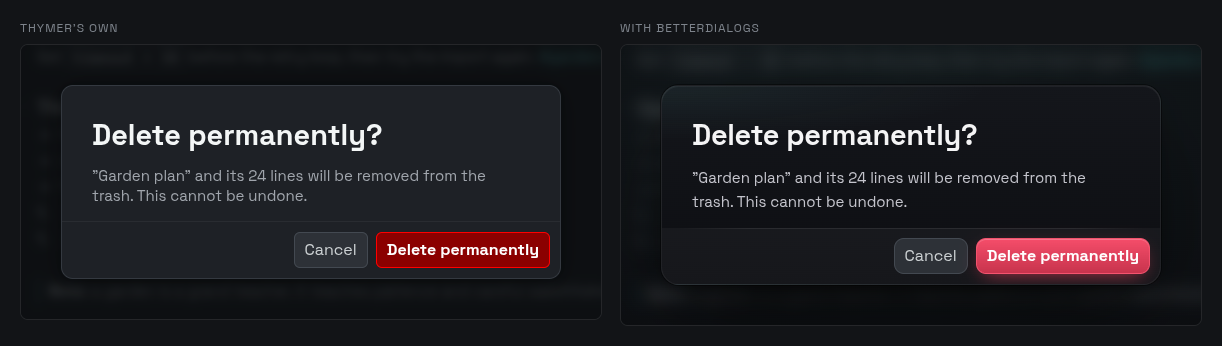 THYMER'S OWN
Delete permanently?
"Garden plan" and its 24 lines will be removed from the
trash. This cannot be undone.
Cancel
Delete permanently
WITH BETTERDIALOGS
Delete permanently?
"Garden plan" and its 24 lines will be removed from the
trash. This cannot be undone.
Cancel
Delete permanently